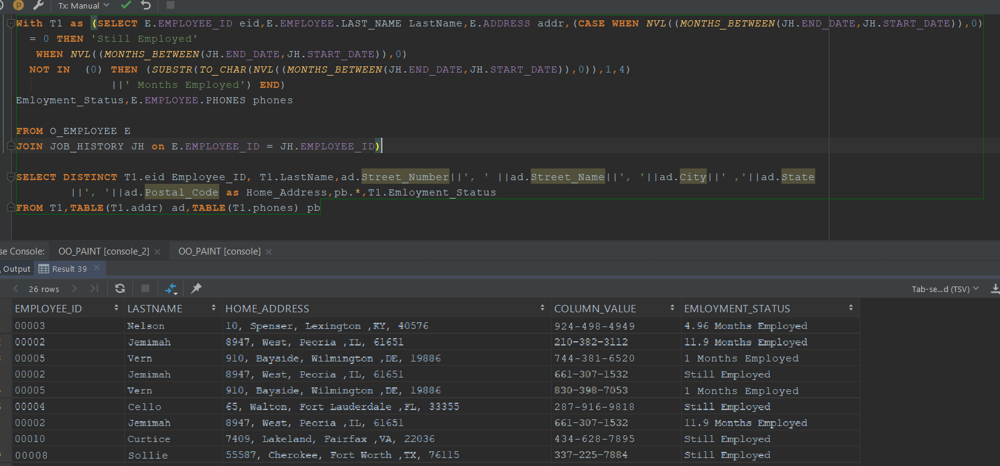 p Tx: Manual
With T1 as (SELECT E.EMPLOYEE_ID eid,E.EMPLOYEE.LAST_NAME LastName,E.ADDRESS addr,(CASE WHEN NVL((MONTHS_BETWEEN(JH.END_DATE,JH.START_DATE)),0)
= 0 THEN 'Still Employed'
WHEN NVL((MONTHS_BETWEEN(JH.END_DATE,JH.START_DATE)),0)
NOT IN (0) THEN (SUBSTR(TO_CHAR(NVL((MONTHS_BETWEEN(JH.END_DATE,JH.START_DATE)),0)),1,4)
||' Months Employed') END)
Emloyment_Status,E.EMPLOYEE.PHONES phones
FROM O_EMPLOYEE E
JOIN JOB_HISTORY JH on E.EMPLOYEE_ID = JH.EMPLOYEE_ID)
SELECT DISTINCT T1.eid Employee_ID, T1.LastName,ad.Street_Number||', ' ||ad.Street_Name||', '||ad.City||' ,'||ad.State
||', '||ad.Postal_Code as Home_Address,pb.*,T1.Emloyment_Status
FROM T1,TABLE(T1.addr) ad,TABLE(T1.phones) pb
se Console: OO_PAINT [console_2] OO_PAINT [console]
Output Result 39
26 rows Tab-se...d (TSV)
EMPLOYEE_ID LASTNAME HOME_ADDRESS COLUMN_VALUE EMLOYMENT_STATUS
00003 Nelson 10, Spenser, Lexington ,KY, 40576 924-498-4949 4.96 Months Employed
00002 Jemimah 8947, West, Peoria ,IL, 61651 210-382-3112 11.9 Months Employed
00005 Vern 910, Bayside, Wilmington ,DE, 19886 744-381-6520 1 Months Employed
00002 Jemimah 8947, West, Peoria ,IL, 61651 661-307-1532 Still Employed
00005 Vern 910, Bayside, Wilmington ,DE, 19886 830-398-7053 1 Months Employed
00004 Cello 65, Walton, Fort Lauderdale ,FL, 33355 287-916-9818 Still Employed
00002 Jemimah 8947, West, Peoria ,IL, 61651 661-307-1532 11.9 Months Employed
00010 Curtice 7409, Lakeland, Fairfax ,VA, 22036 434-628-7895 Still Employed
00008 Sollie 55587, Cherokee, Fort Worth ,TX, 76115 337-225-7884 Still Employed